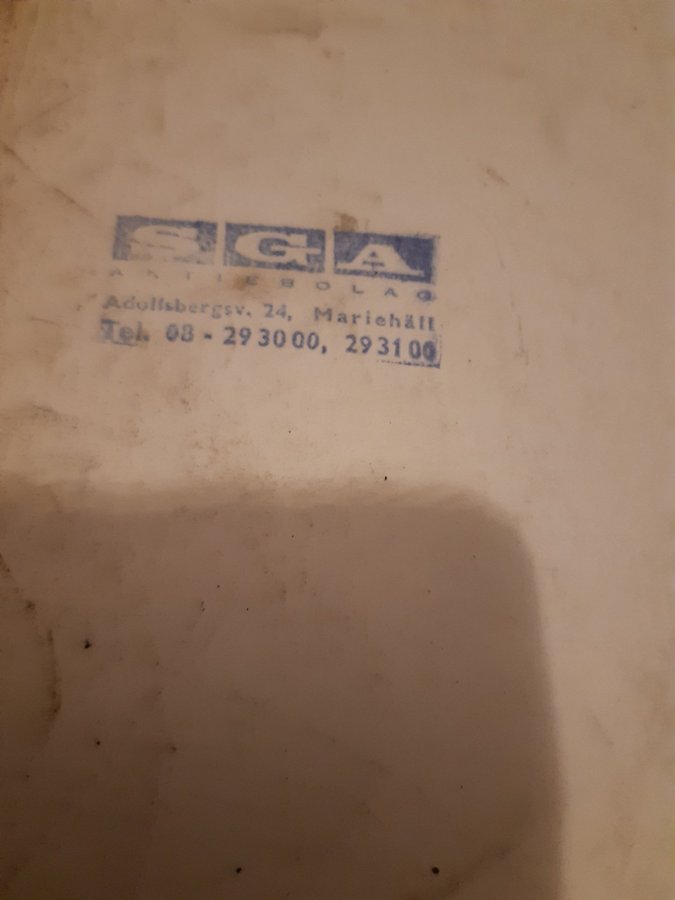 SGA
AKTIEBOLAG
Adolfsbergsv. 24, Mariehäll
Tel. 08 - 293000, 293100